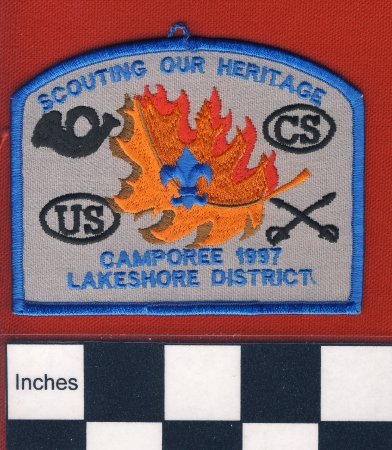 SCOUTING OUR HERITAGE
CS
US
CAMPOREE 1997
LAKESHORE DISTRICT
Inches